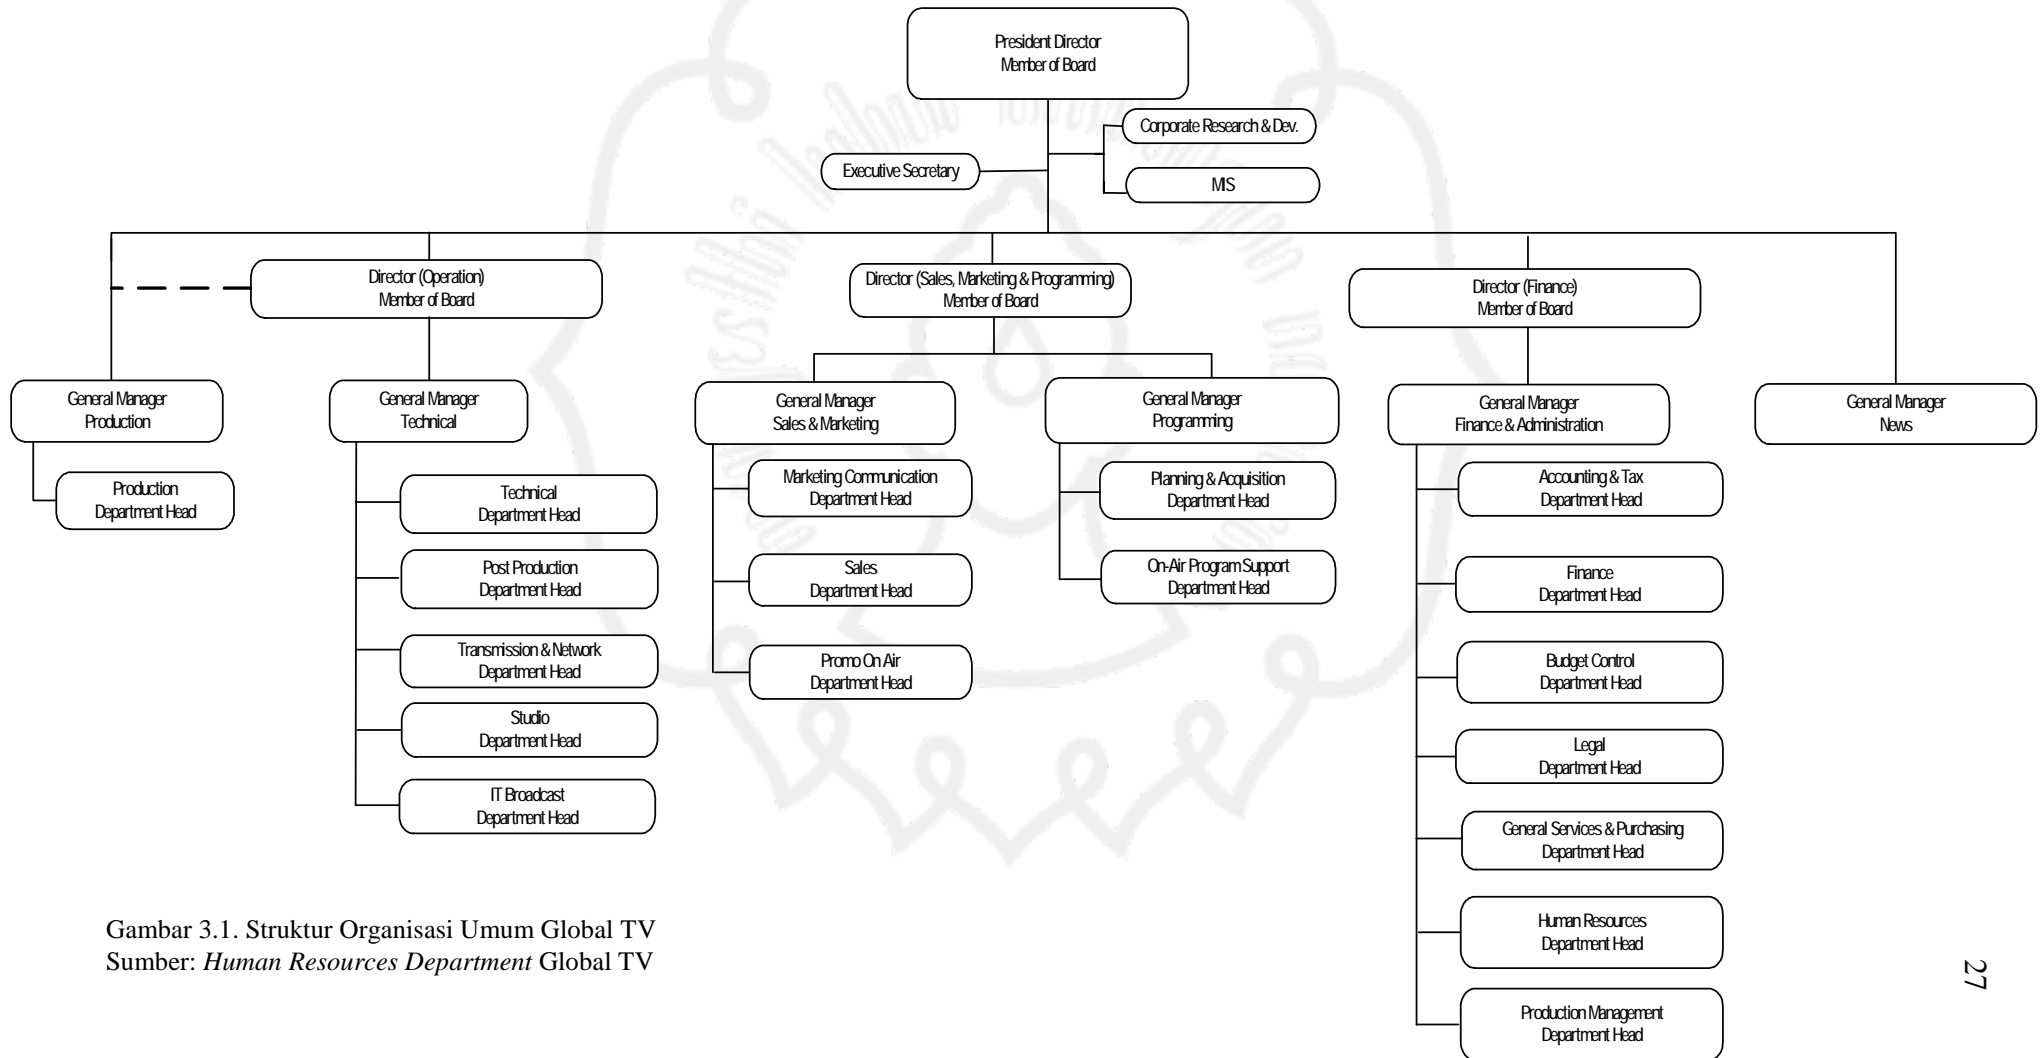 President Director
Member of Board
Corporate Research & Dev.
Executive Secretary
MIS
Director (Operation)
Member of Board
Director (Sales, Marketing & Programming)
Member of Board
Director (Finance)
Member of Board
General Manager
Production
General Manager
Technical
General Manager
Sales & Marketing
General Manager
Programming
General Manager
Finance & Administration
General Manager
News
Production
Department Head
Technical
Department Head
Post Production
Department Head
Transmission & Network
Department Head
Studio
Department Head
IT Broadcast
Department Head
Marketing Communication
Department Head
Sales
Department Head
Promo On Air
Department Head
Planning & Acquisition
Department Head
On-Air Program Support
Department Head
Accounting & Tax
Department Head
Finance
Department Head
Budget Control
Department Head
Legal
Department Head
General Services & Purchasing
Department Head
Human Resources
Department Head
Production Management
Department Head
Gambar 3.1. Struktur Organisasi Umum Global TV
Sumber: Human Resources Department Global TV
27